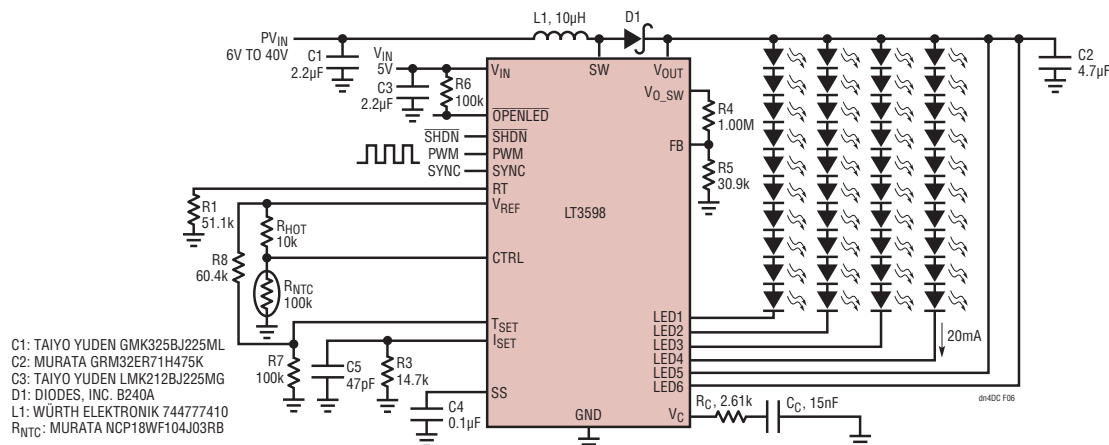 L1, 10µH
D1
PVIN
6V TO 40V
C1
2.2µF
VIN
5V
C3
2.2µF
R6
100k
VIN
SW
VOUT
VO_SW
R4
1.00M
FB
R5
30.9k
C2
4.7µF
OPENLED
SHDN
SHDN
PWM
PWM
SYNC
SYNC
RT
VREF
LT3598
R1
51.1k
RHOT
10k
R8
60.4k
CTRL
RNTC
100k
TSET
ISET
R7
100k
C5
47pF
R3
14.7k
SS
C4
0.1µF
GND
LED1
LED2
LED3
LED4
LED5
LED6
20mA
VC
RC, 2.61k
CC, 15nF
dn4DC F06
C1: TAIYO YUDEN GMK325BJ225ML
C2: MURATA GRM32ER71H475K
C3: TAIYO YUDEN LMK212BJ225MG
D1: DIODES, INC. B240A
L1: WÜRTH ELEKTRONIK 744777410
RNTC: MURATA NCP18WF104J03RB